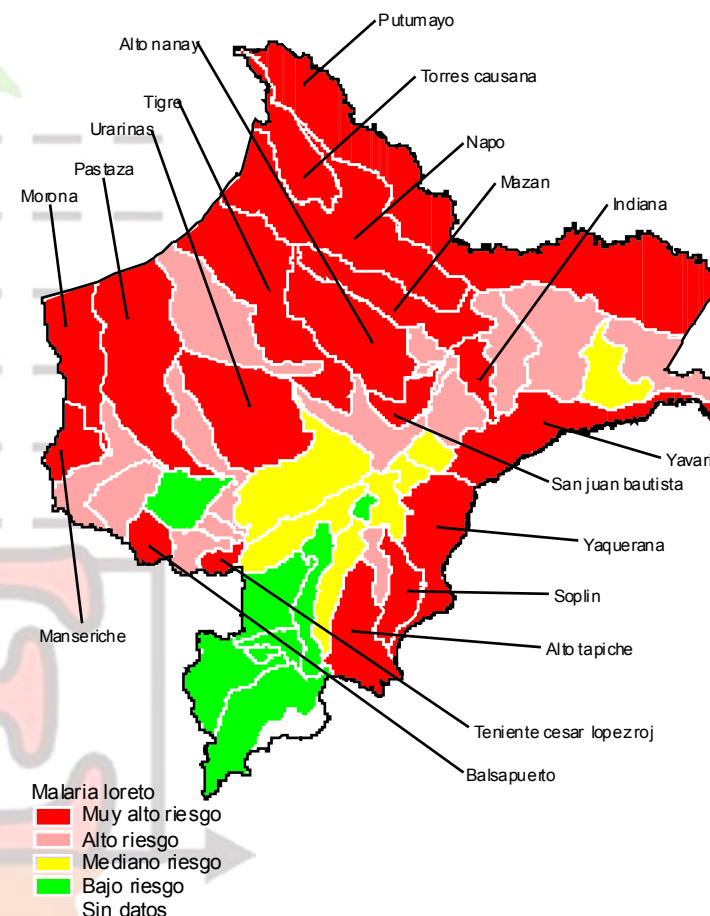 Putumayo
Alto nanay
Torres causana
Tigre
Urarinas
Napo
Pastaza
Mazan
Morona
Indiana
Yavari
San juan bautista
Yaquerana
Soplin
Manseriche
Alto tapiche
Teniente cesar lopez roj
Balsapuerto
Malaria loreto
Muy alto riesgo
Alto riesgo
Mediano riesgo
Bajo riesgo
Sin datos